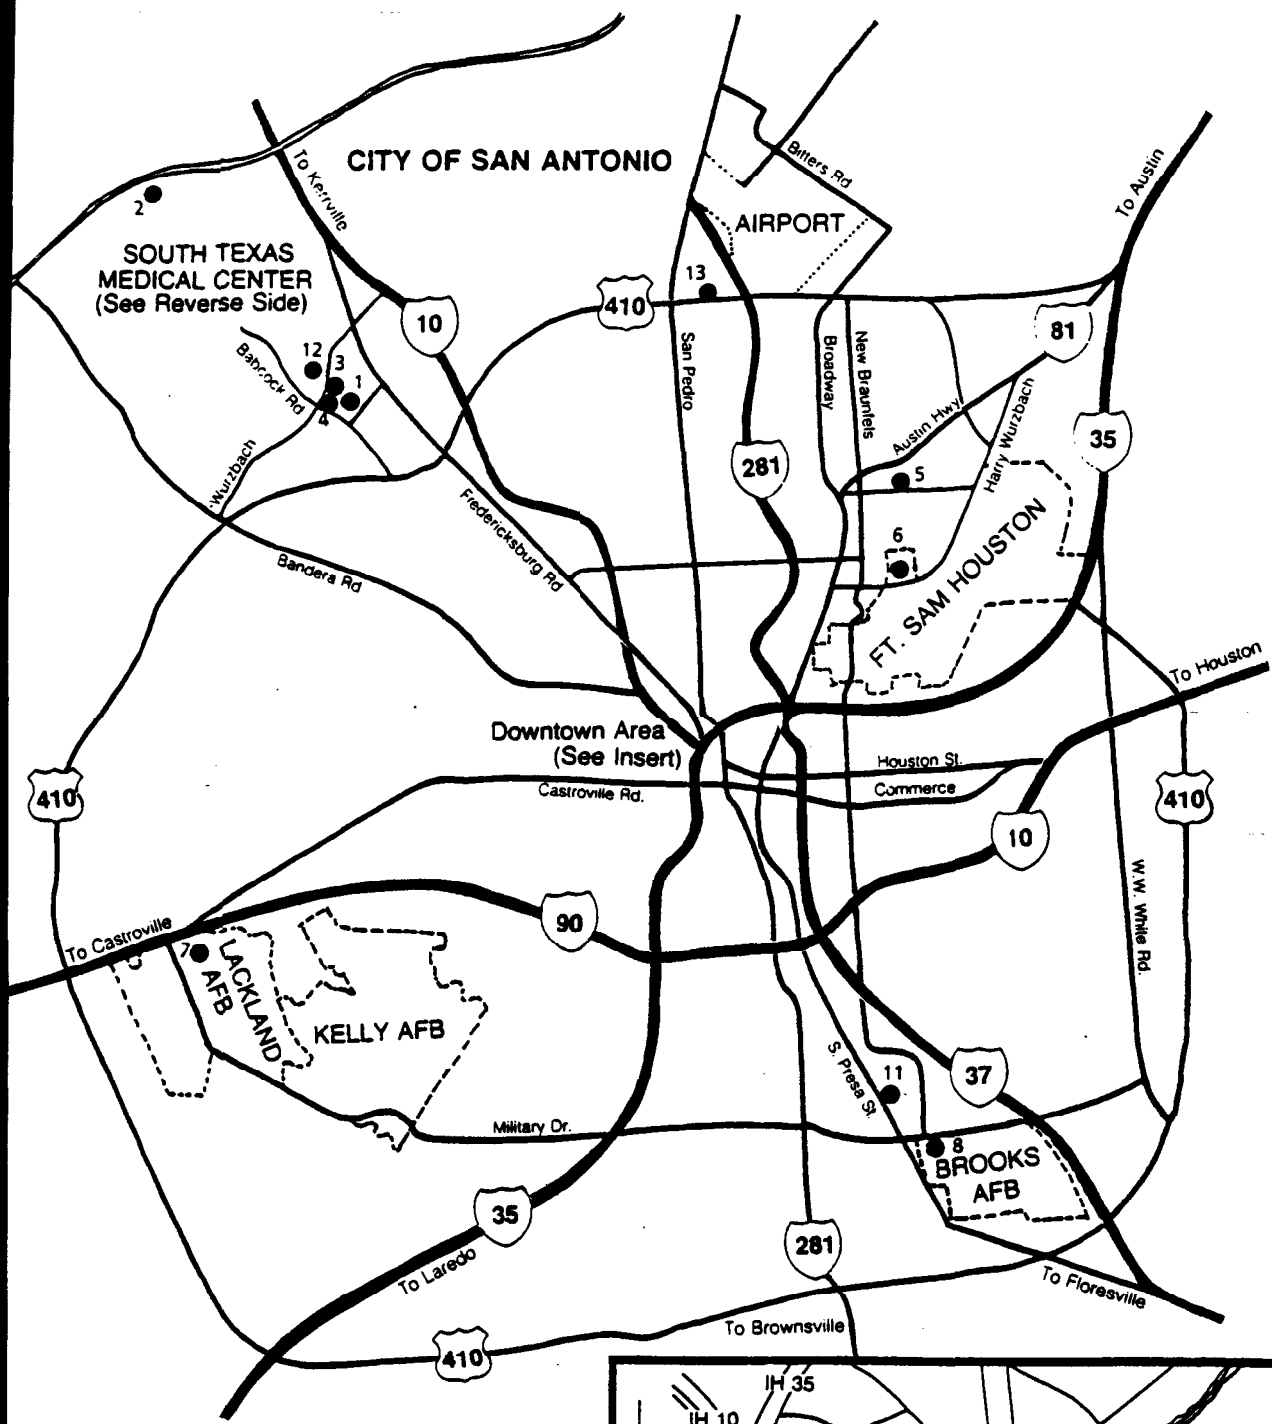 CITY OF SAN ANTONIO
To Kerrville
Bitters Rd
To Austin
2
AIRPORT
SOUTH TEXAS
MEDICAL CENTER
(See Reverse Side)
13
410
10
81
12
3
1
4
Babcock Rd
San Pedro
Broadway
New Braunfels
Austin Hwy
Harry Wurzbach
35
281
5
Wurzbach
Fredericksburg Rd
6
Bandera Rd
FT. SAM HOUSTON
To Houston
Downtown Area
(See Insert)
Houston St.
Castroville Rd.
Commerce
410
410
10
W.W. White Rd.
90
To Castroville
7
LACKLAND
AFB
KELLY AFB
S. Presa St.
11
37
Military Dr.
8
BROOKS
AFB
35
281
To Laredo
To Floresville
To Brownsville
410
IH 35
IH 10